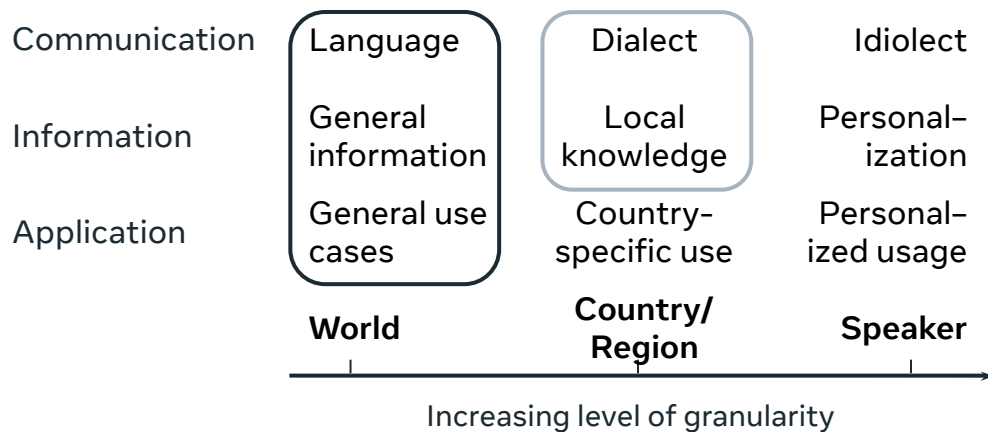 Communication Language Dialect Idiolect
General Local Personal–
Information
information knowledge ization
General use Country- Personal–
Application
cases specific use ized usage
Country/
World Speaker
Region
Increasing level of granularity